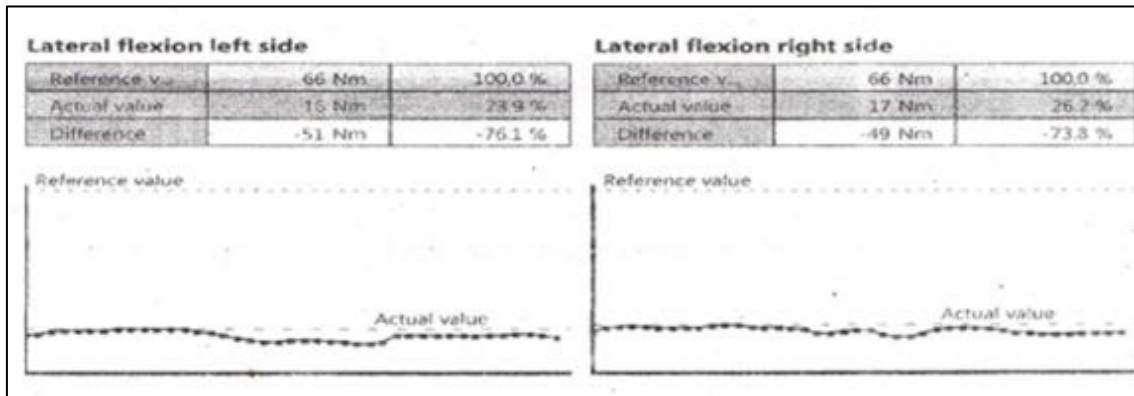 Lateral flexion left side
Reference v... 66 Nm 100.0 %
Actual value Nm 23.9 %
Difference -51 Nm -76.1 %
Reference value
Actual value
Lateral flexion right side
Reference v... 66 Nm 100.0 %
Actual value 17 Nm 26.2 %
Difference -49 Nm -73.8 %
Reference value
Actual value